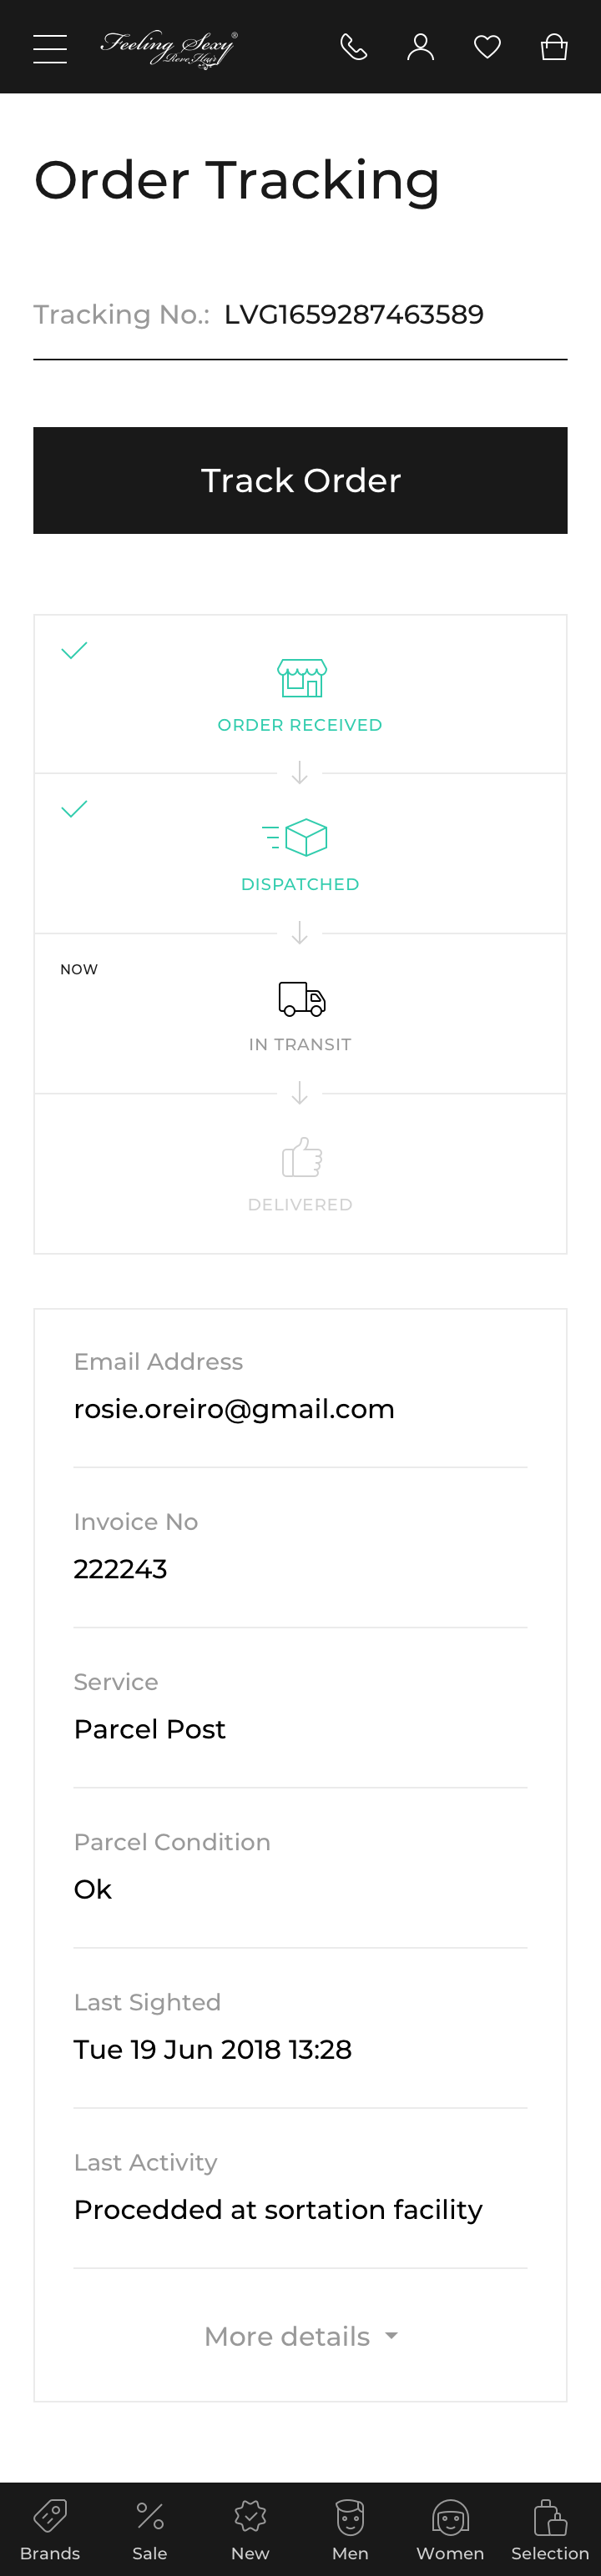 Feeling Sexy®
Rere Hair
Order Tracking
Tracking No.: LVG1659287463589
Track Order
ORDER RECEIVED
DISPATCHED
NOW
IN TRANSIT
DELIVERED
Email Address
rosie.oreiro@gmail.com
Invoice No
222243
Service
Parcel Post
Parcel Condition
Ok
Last Sighted
Tue 19 Jun 2018 13:28
Last Activity
Procedded at sortation facility
More details
Brands Sale New Men Women Selection